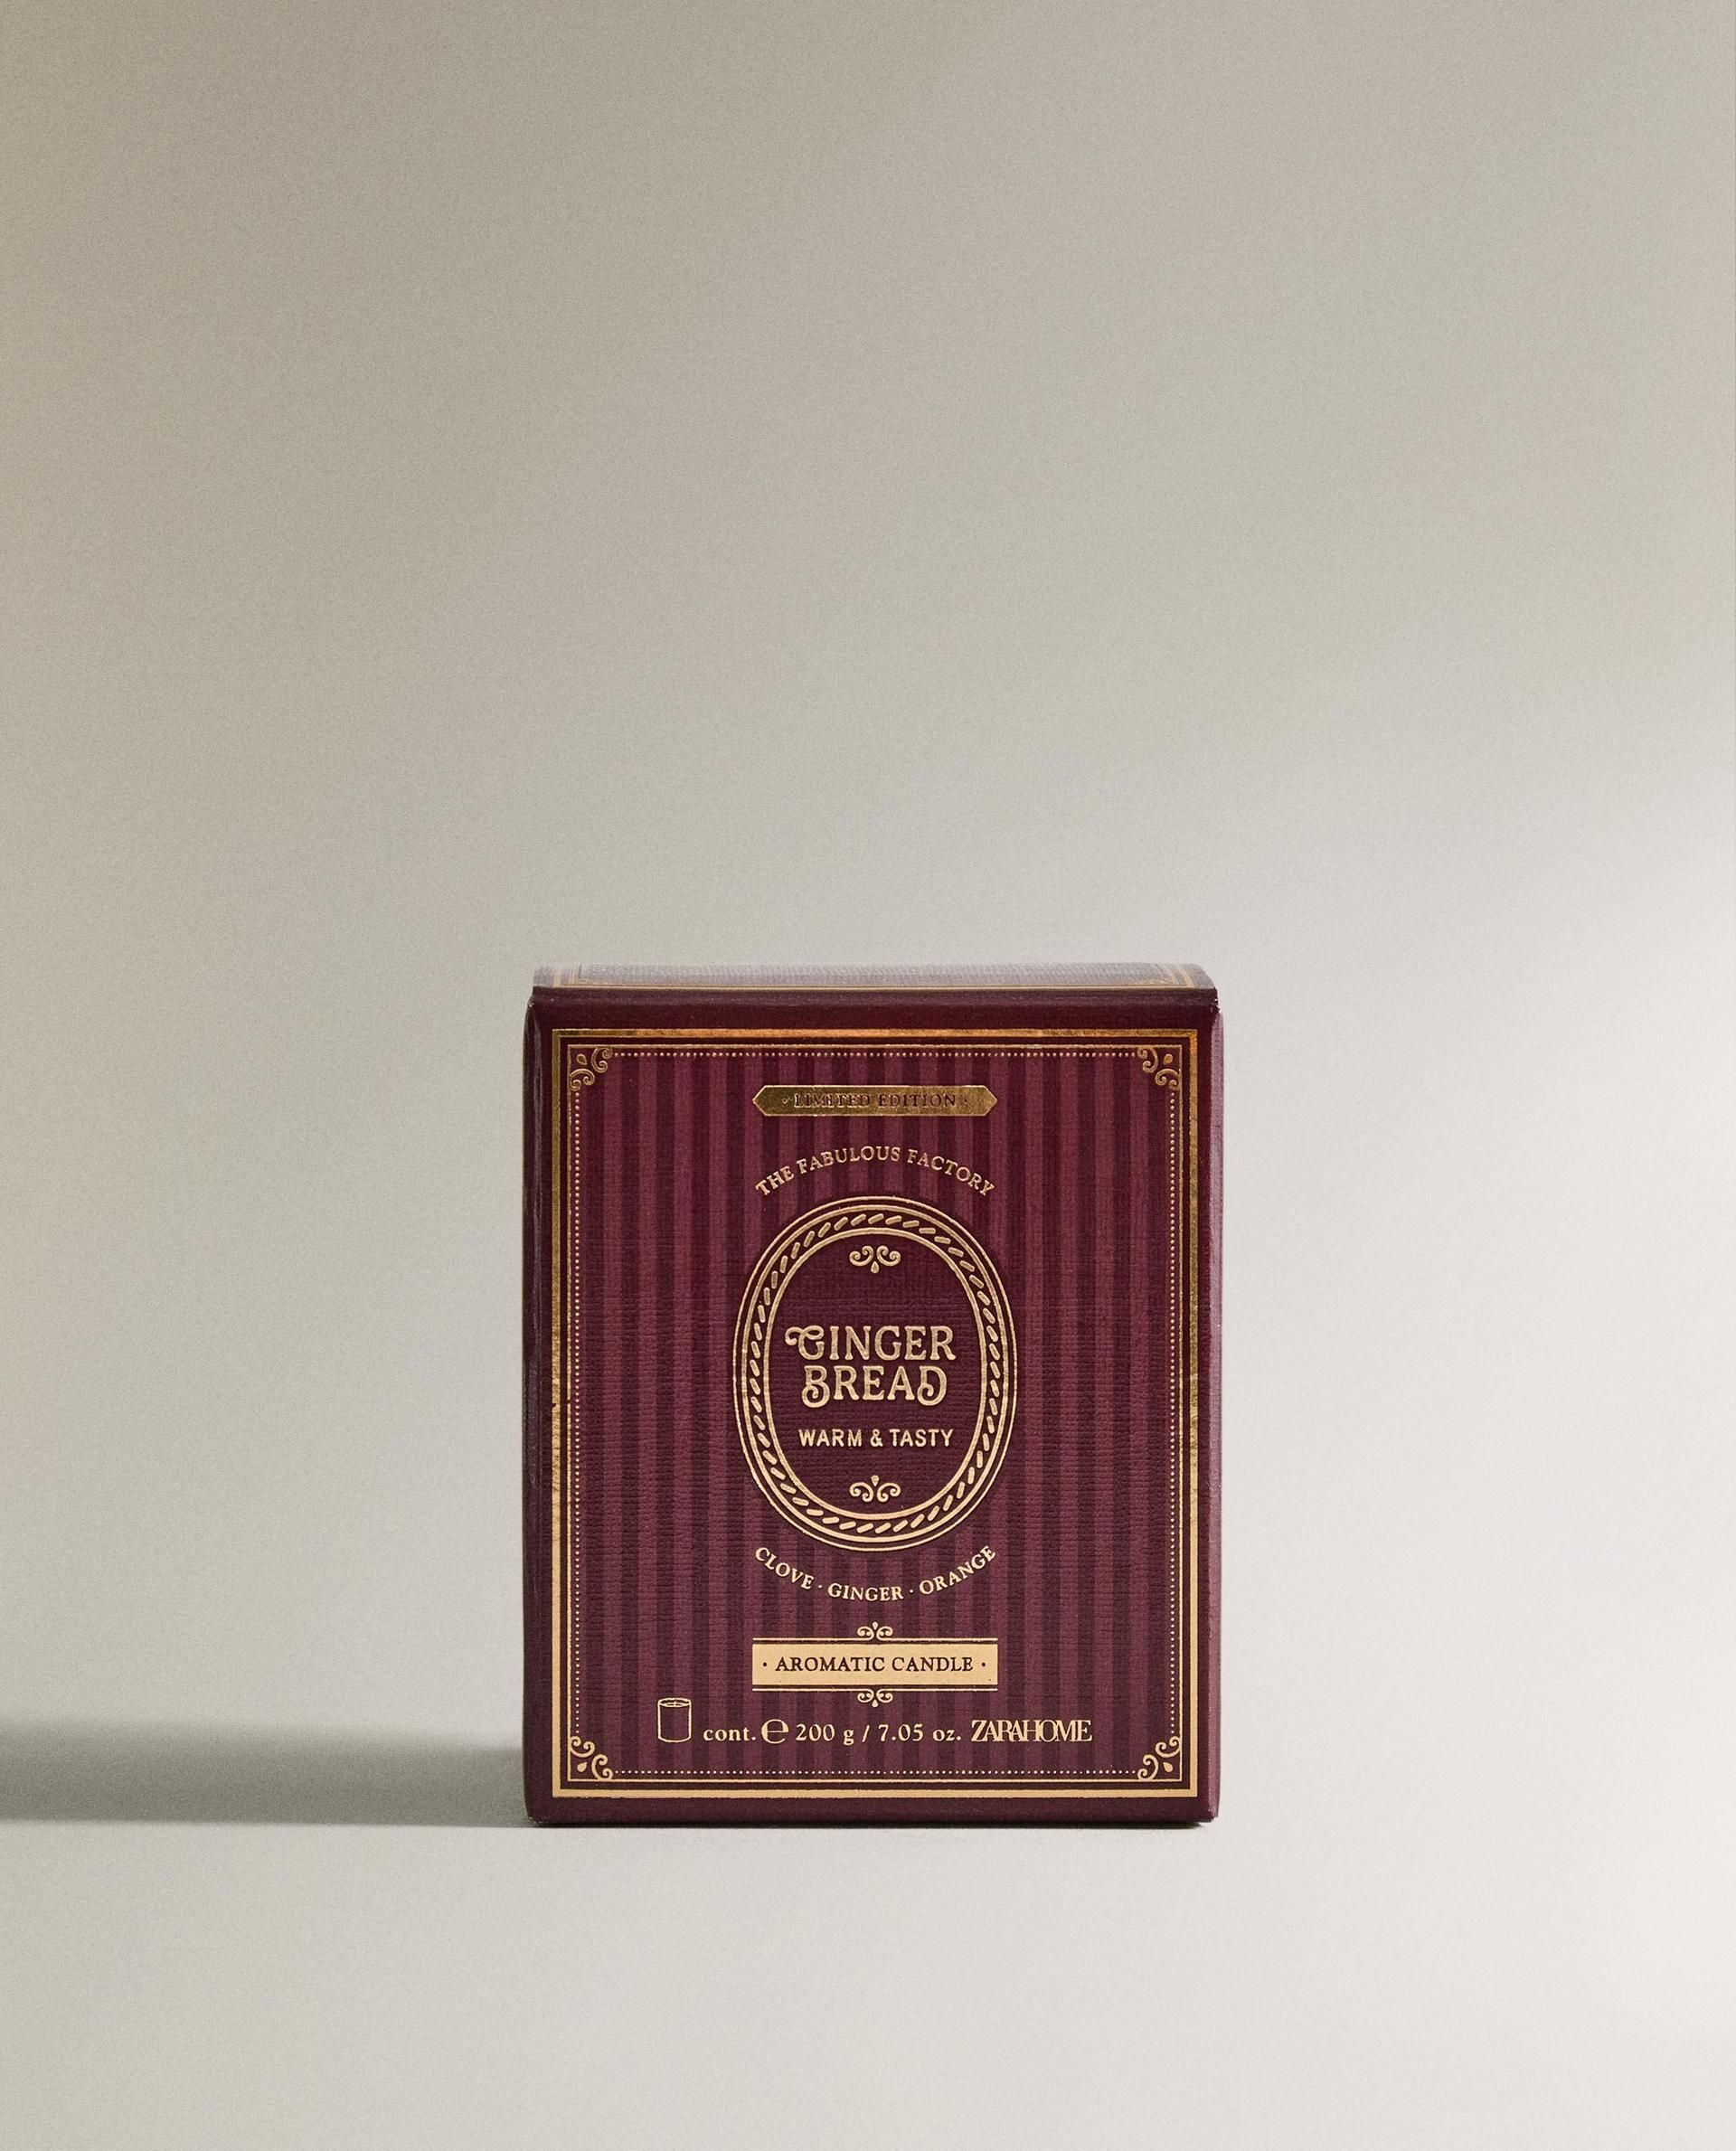 · LIMITED EDITION ·
THE FABULOUS FACTORY
GINGER
BREAD
WARM & TASTY
CLOVE · GINGER · ORANGE
· AROMATIC CANDLE ·
cont. ℮ 200 g / 7.05 oz. ZARAHOME